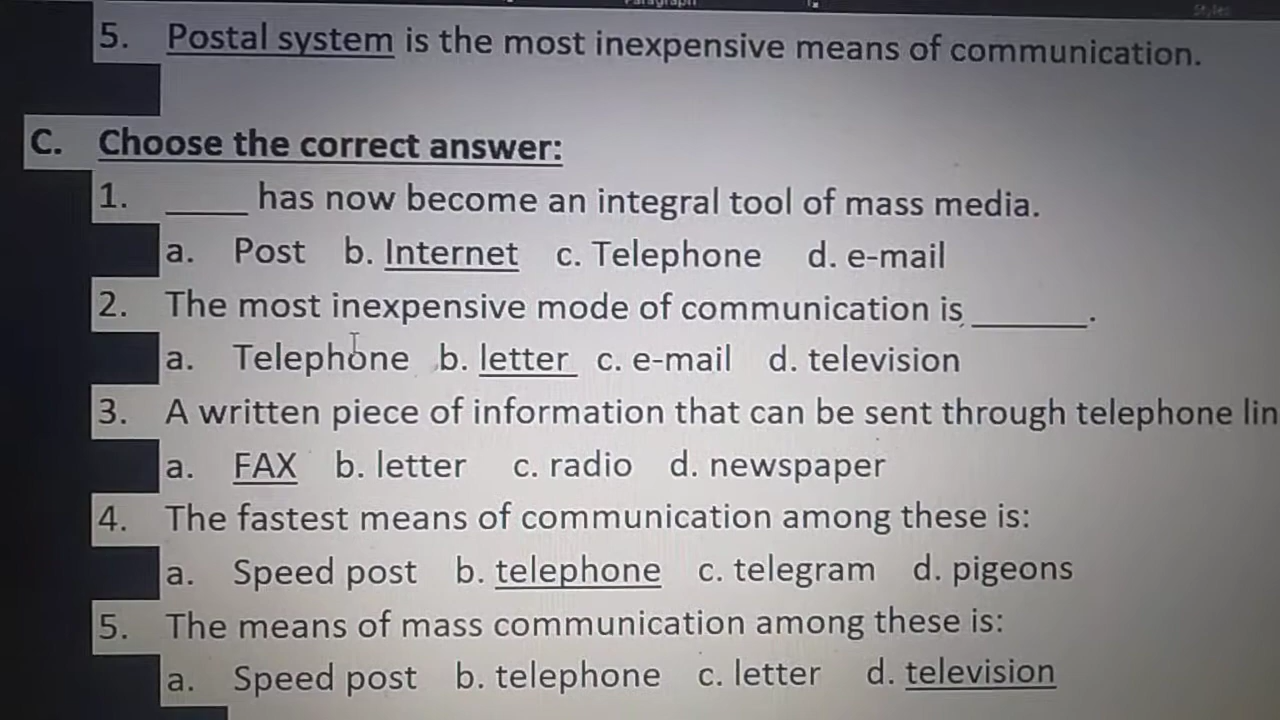 5. Postal system is the most inexpensive means of communication.
C. Choose the correct answer:
1. _____ has now become an integral tool of mass media.
a. Post b. Internet c. Telephone d. e-mail
2. The most inexpensive mode of communication is ______.
a. Telephone b. letter c. e-mail d. television
3. A written piece of information that can be sent through telephone lin
a. FAX b. letter c. radio d. newspaper
4. The fastest means of communication among these is:
a. Speed post b. telephone c. telegram d. pigeons
5. The means of mass communication among these is:
a. Speed post b. telephone c. letter d. television